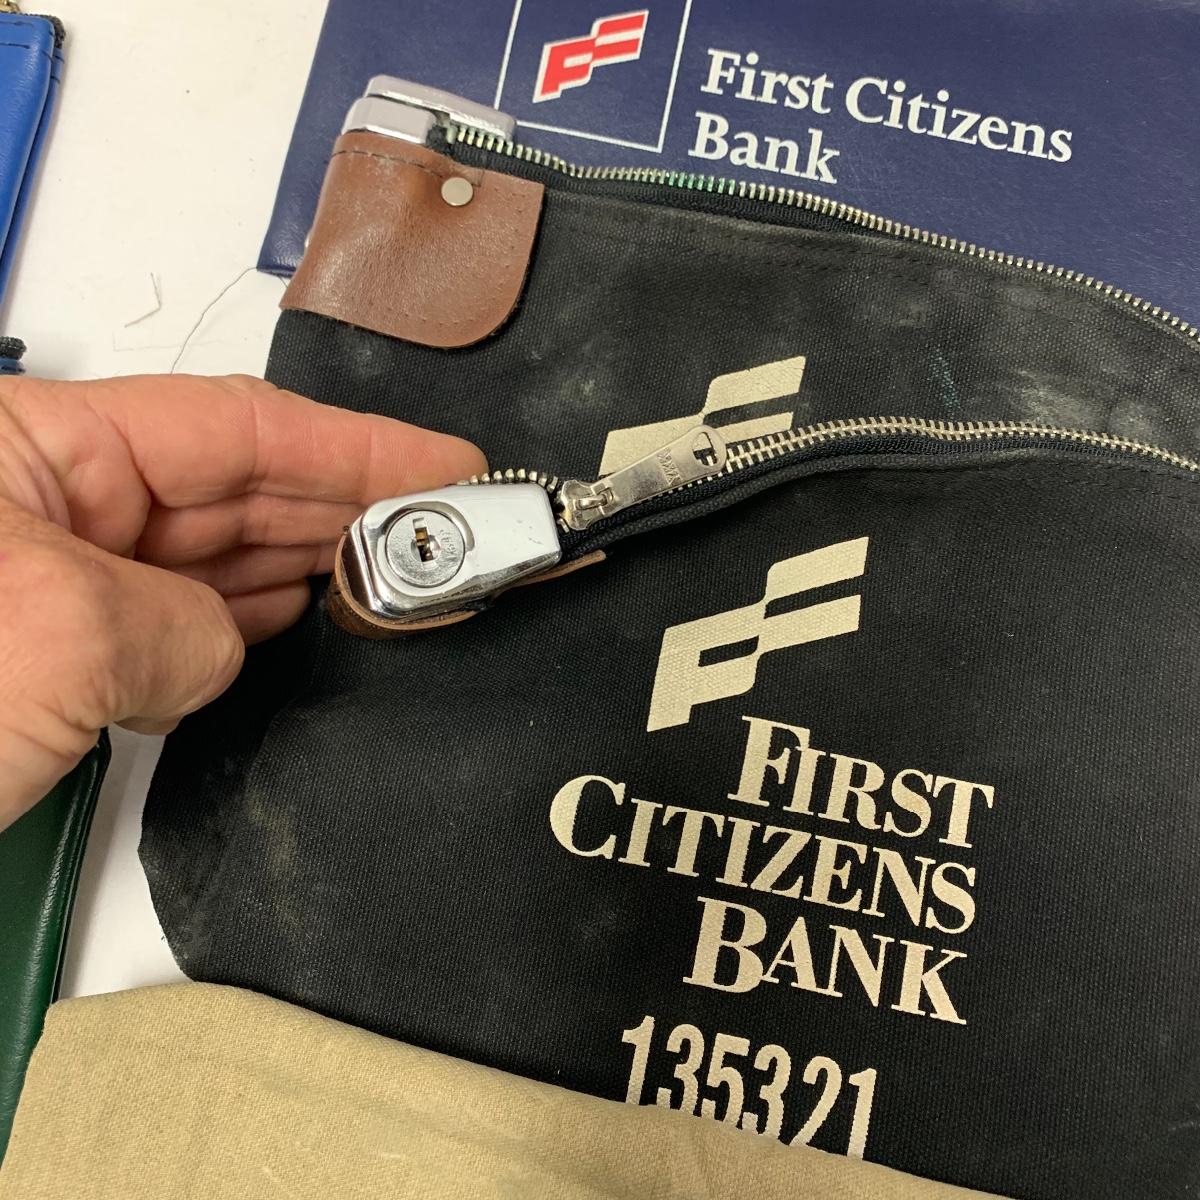 First Citizens
Bank
FIRST
CITIZENS
BANK
135321